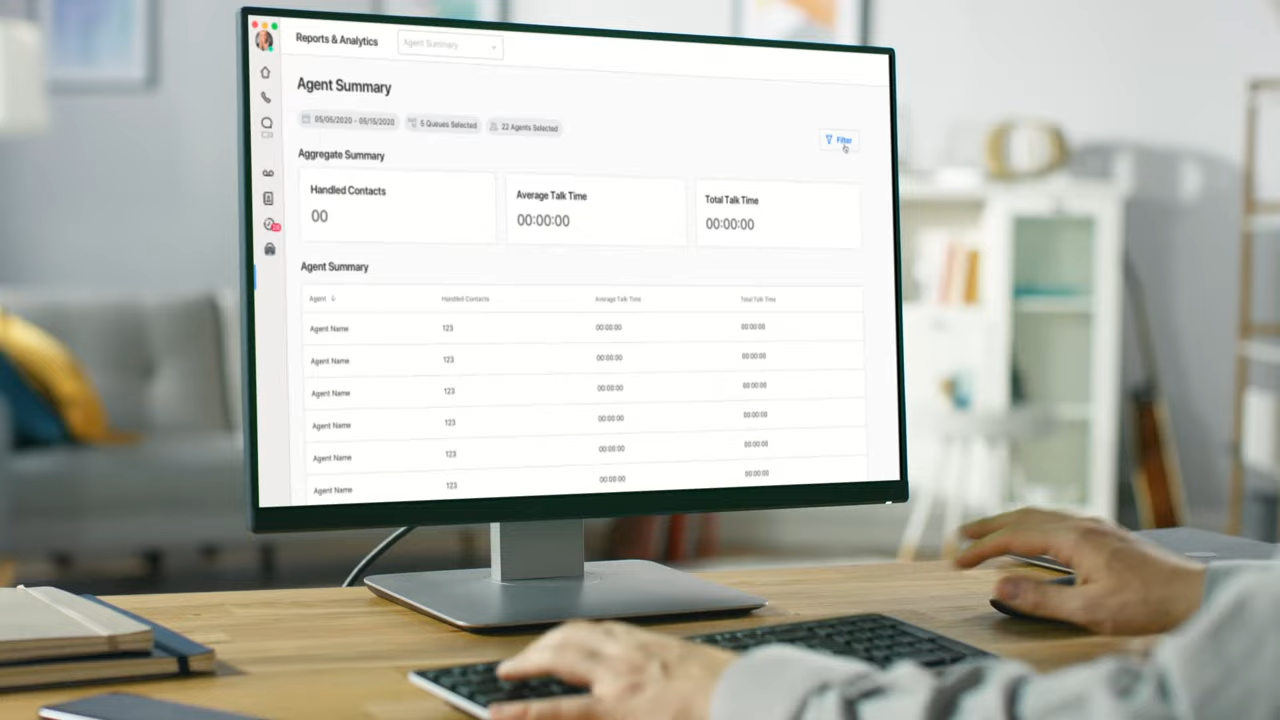 Reports & Analytics
Agent Summary
Agent Summary
05/05/2020 - 05/15/2020
5 Queues Selected
22 Agents Selected
Filter
Aggregate Summary
Handled Contacts
Average Talk Time
Total Talk Time
00
00:00:00
00:00:00
Agent Summary
Agent Handled Contacts Average Talk Time Total Talk Time
Agent Name 123 00:00:00 00:00:00
Agent Name 123 00:00:00 00:00:00
Agent Name 123 00:00:00 00:00:00
Agent Name 123 00:00:00 00:00:00
Agent Name 123 00:00:00 00:00:00
Agent Name 123 00:00:00 00:00:00